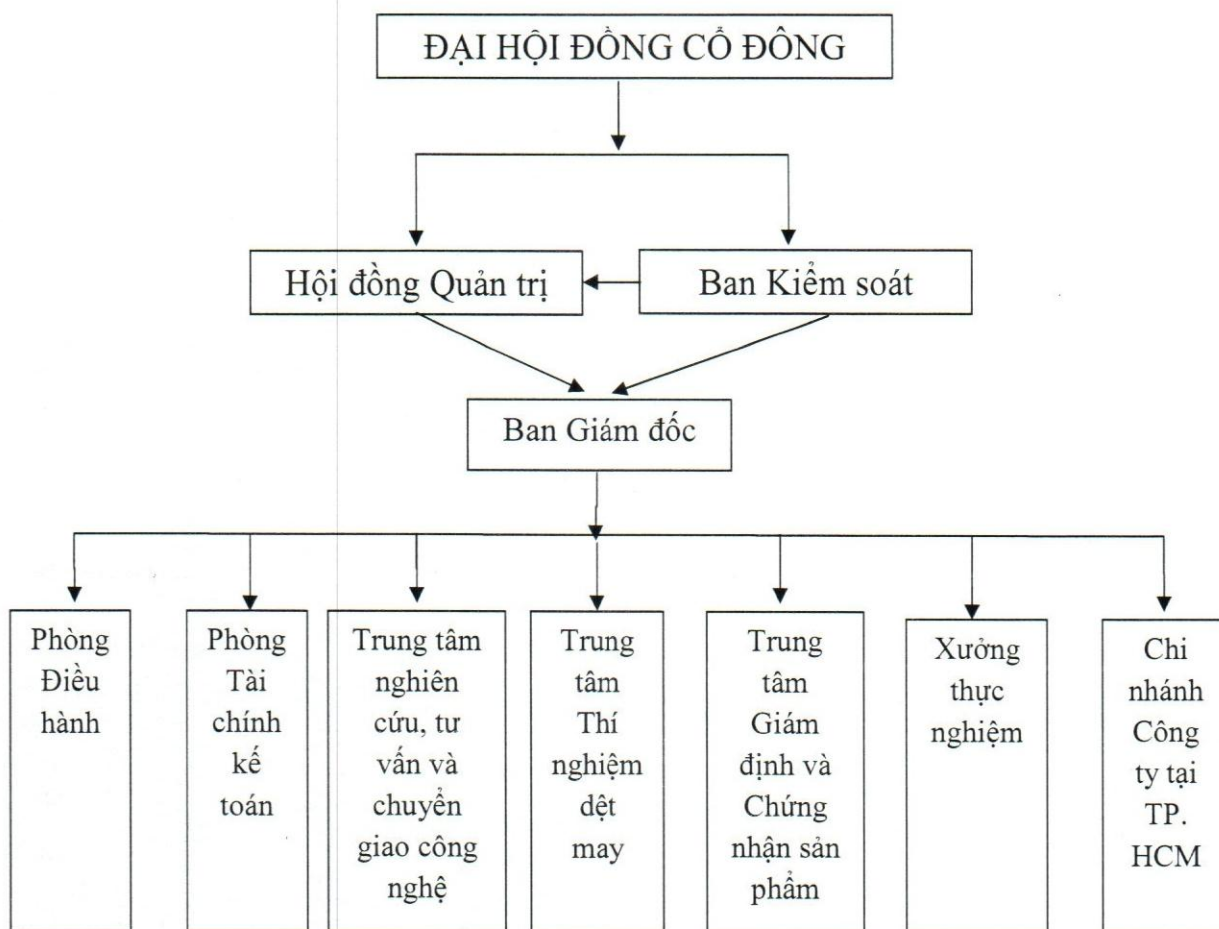 ĐẠI HỘI ĐỒNG CỔ ĐÔNG
Hội đồng Quản trị
Ban Kiểm soát
Ban Giám đốc
Phòng
Điều
hành
Phòng
Tài
chính
kế
toán
Trung tâm
nghiên
cứu, tư
vấn và
chuyển
giao công
nghệ
Trung
tâm
Thí
nghiệm
dệt
may
Trung
tâm
Giám
định và
Chứng
nhận sản
phẩm
Xưởng
thực
nghiệm
Chi
nhánh
Công
ty tại
TP.
HCM